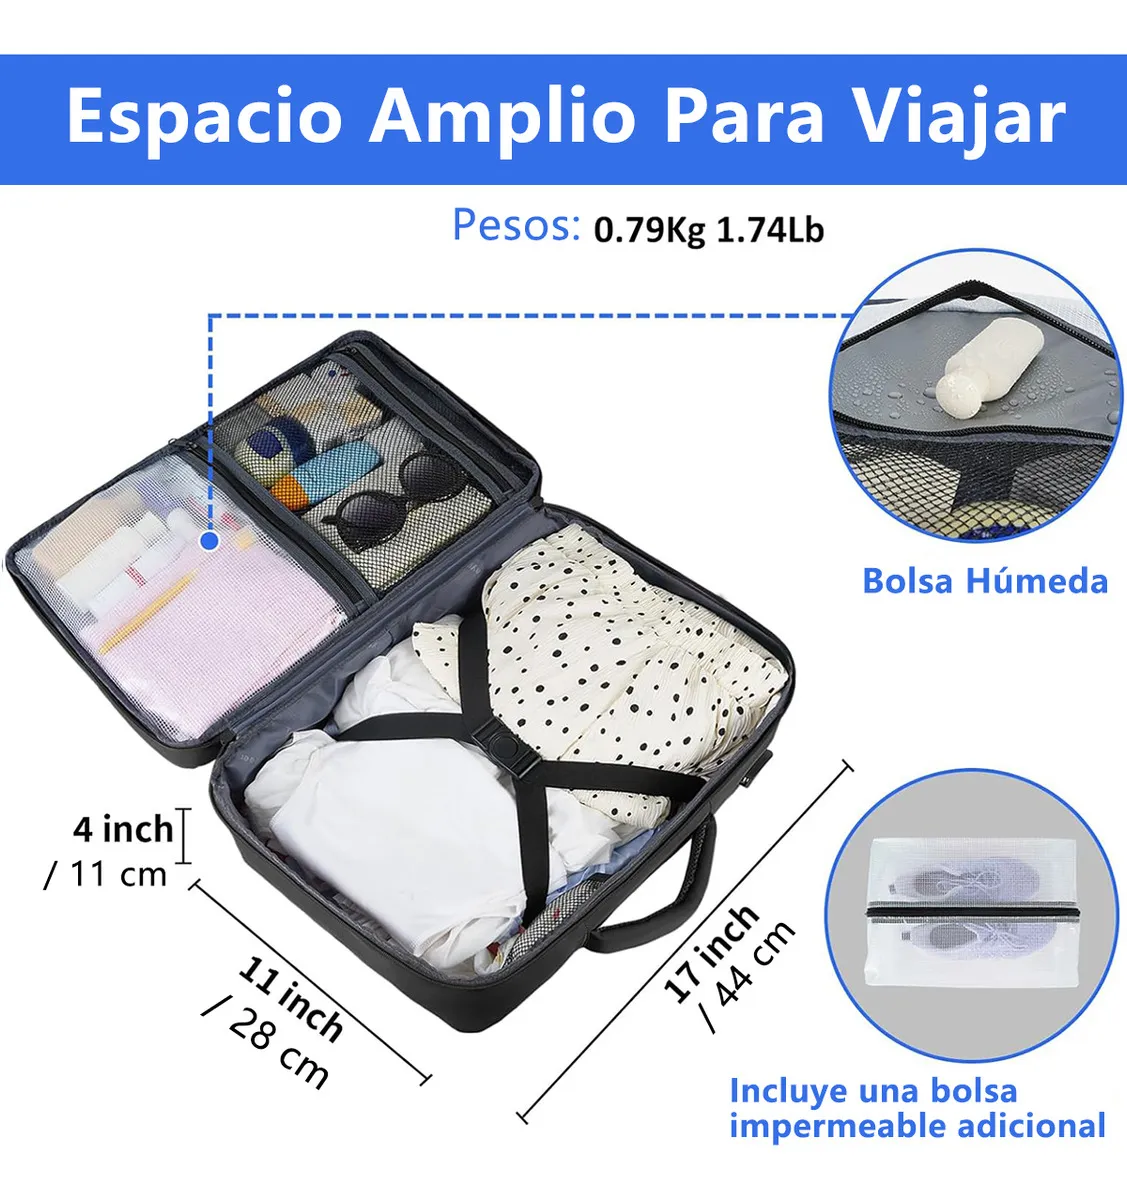 Espacio Amplio Para Viajar
Pesos: 0.79Kg 1.74Lb
Bolsa Húmeda
4 inch
/ 11 cm
11 inch
/ 28 cm
17 inch
/ 44 cm
Incluye una bolsa
impermeable adicional